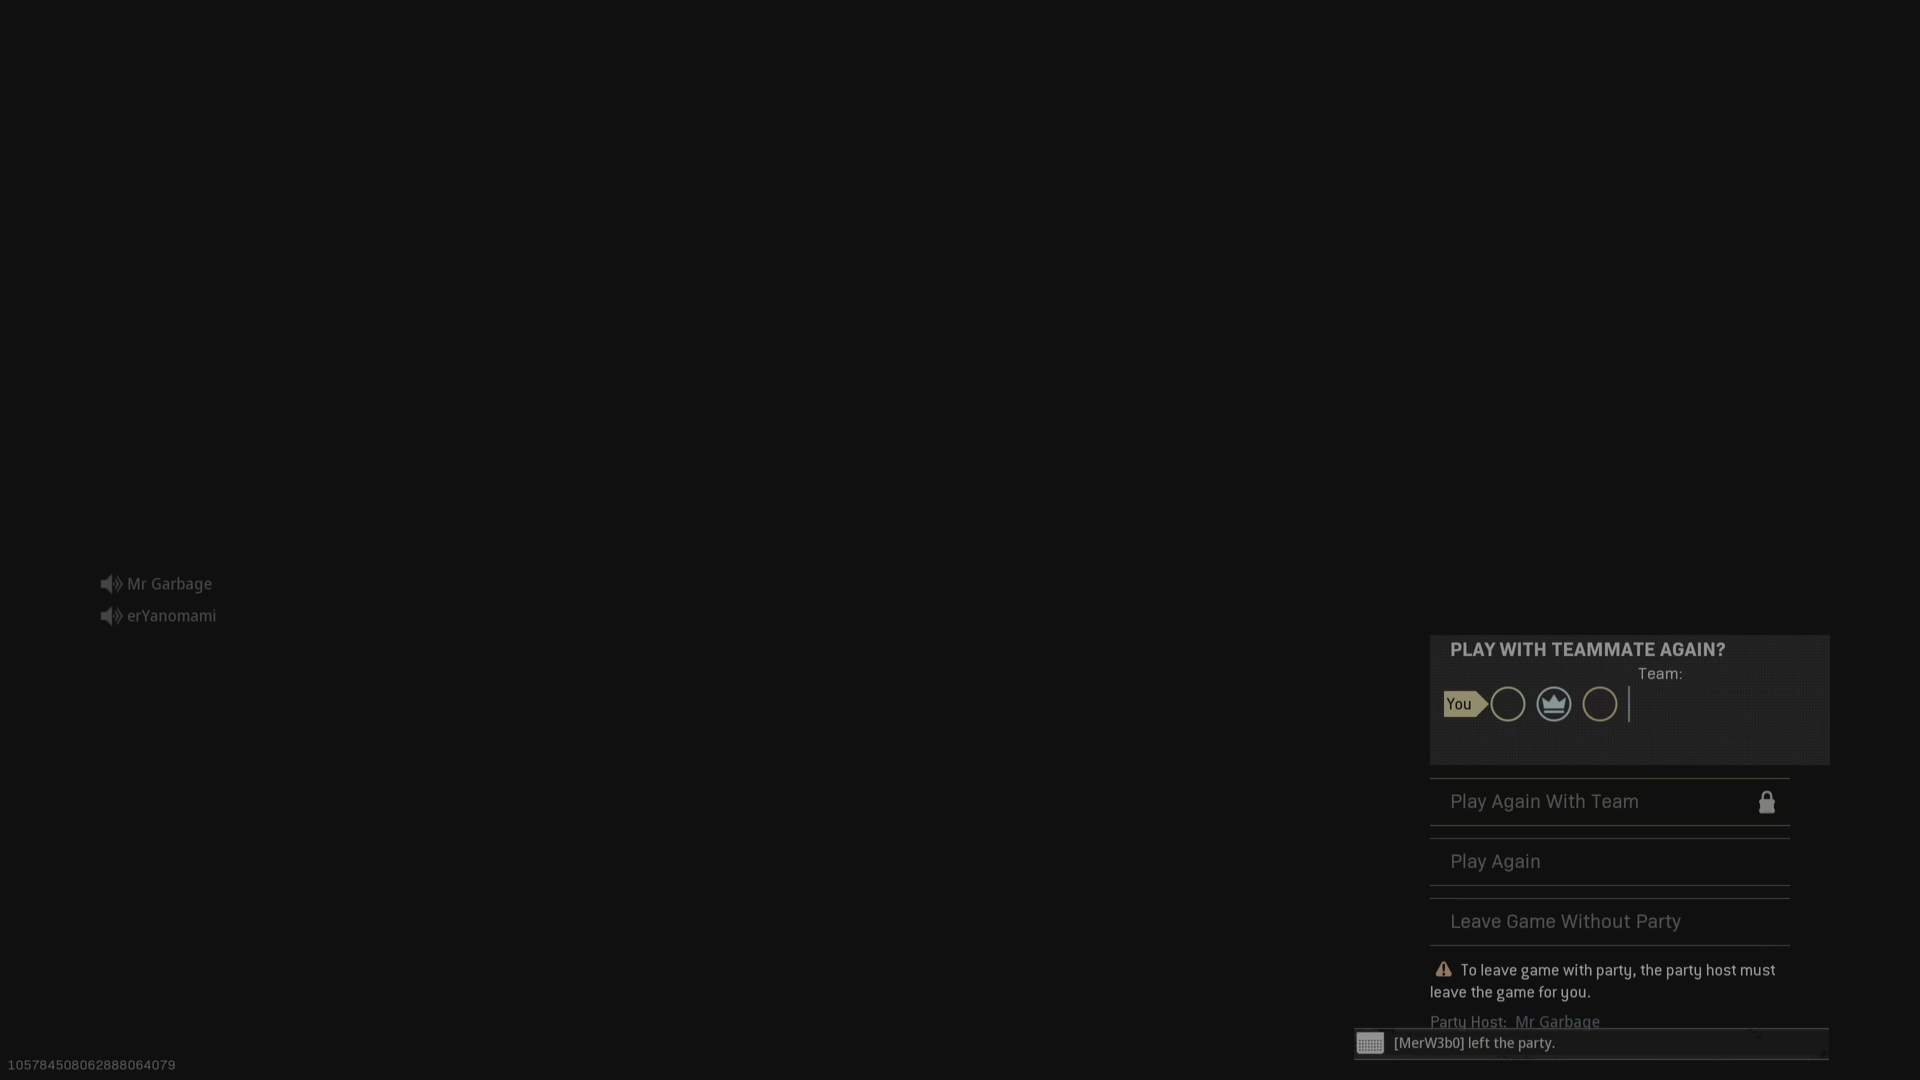 Mr Garbage
erYanomami
PLAY WITH TEAMMATE AGAIN?
Team:
You
Play Again With Team
Play Again
Leave Game Without Party
To leave game with party, the party host must
leave the game for you.
Party Host: Mr Garbage
[MerW3b0] left the party.
105784508062888064079